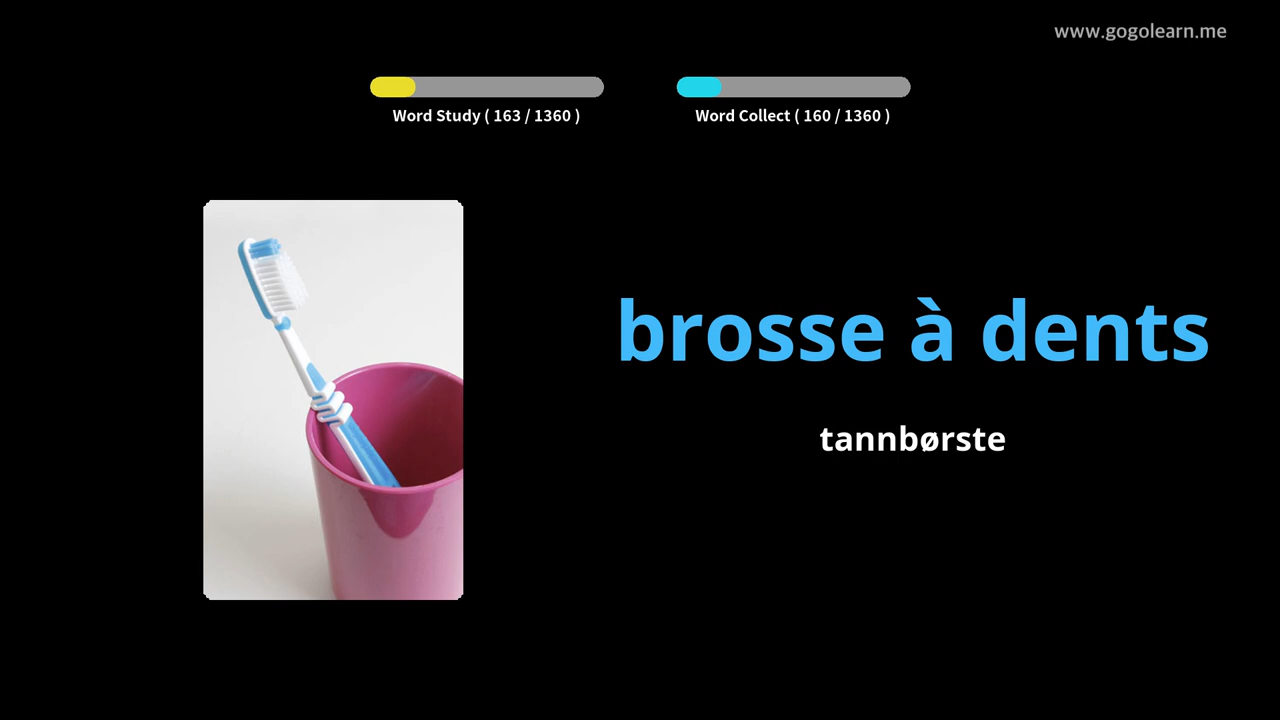 www.gogolearn.me
Word Study ( 163 / 1360 )
Word Collect ( 160 / 1360 )
brosse à dents
tannbørste